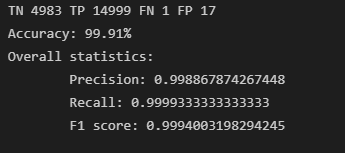 TN 4983 TP 14999 FN 1 FP 17
Accuracy: 99.91%
Overall statistics:
Precision: 0.998867874267448
Recall: 0.9999333333333333
F1 score: 0.9994003198294245